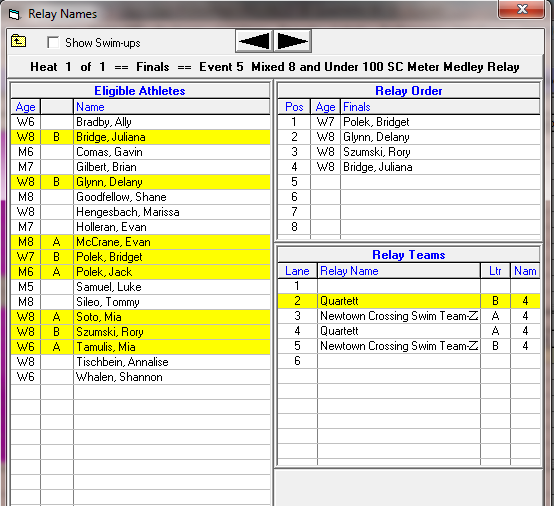 Relay Names
Show Swim-ups
Heat 1 of 1 == Finals == Event 5 Mixed 8 and Under 100 SC Meter Medley Relay
Eligible Athletes
Age Name
W6 Bradby, Ally
W8 B Bridge, Juliana
M6 Comas, Gavin
M7 Gilbert, Brian
W8 B Glynn, Delany
M8 Goodfellow, Shane
W8 Hengesbach, Marissa
M7 Holleran, Evan
M8 A McCrane, Evan
W7 B Polek, Bridget
M6 A Polek, Jack
M5 Samuel, Luke
M8 Sileo, Tommy
W8 A Soto, Mia
W8 B Szumski, Rory
W6 A Tamulis, Mia
W8 Tischbein, Annalise
W6 Whalen, Shannon
Relay Order
Pos Age Finals
1 W7 Polek, Bridget
2 W8 Glynn, Delany
3 W8 Szumski, Rory
4 W8 Bridge, Juliana
5
6
7
8
Relay Teams
Lane Relay Name Ltr Nam
1
2 Quartett B 4
3 Newtown Crossing Swim Team-ZZ A 4
4 Quartett A 4
5 Newtown Crossing Swim Team-ZZ B 4
6